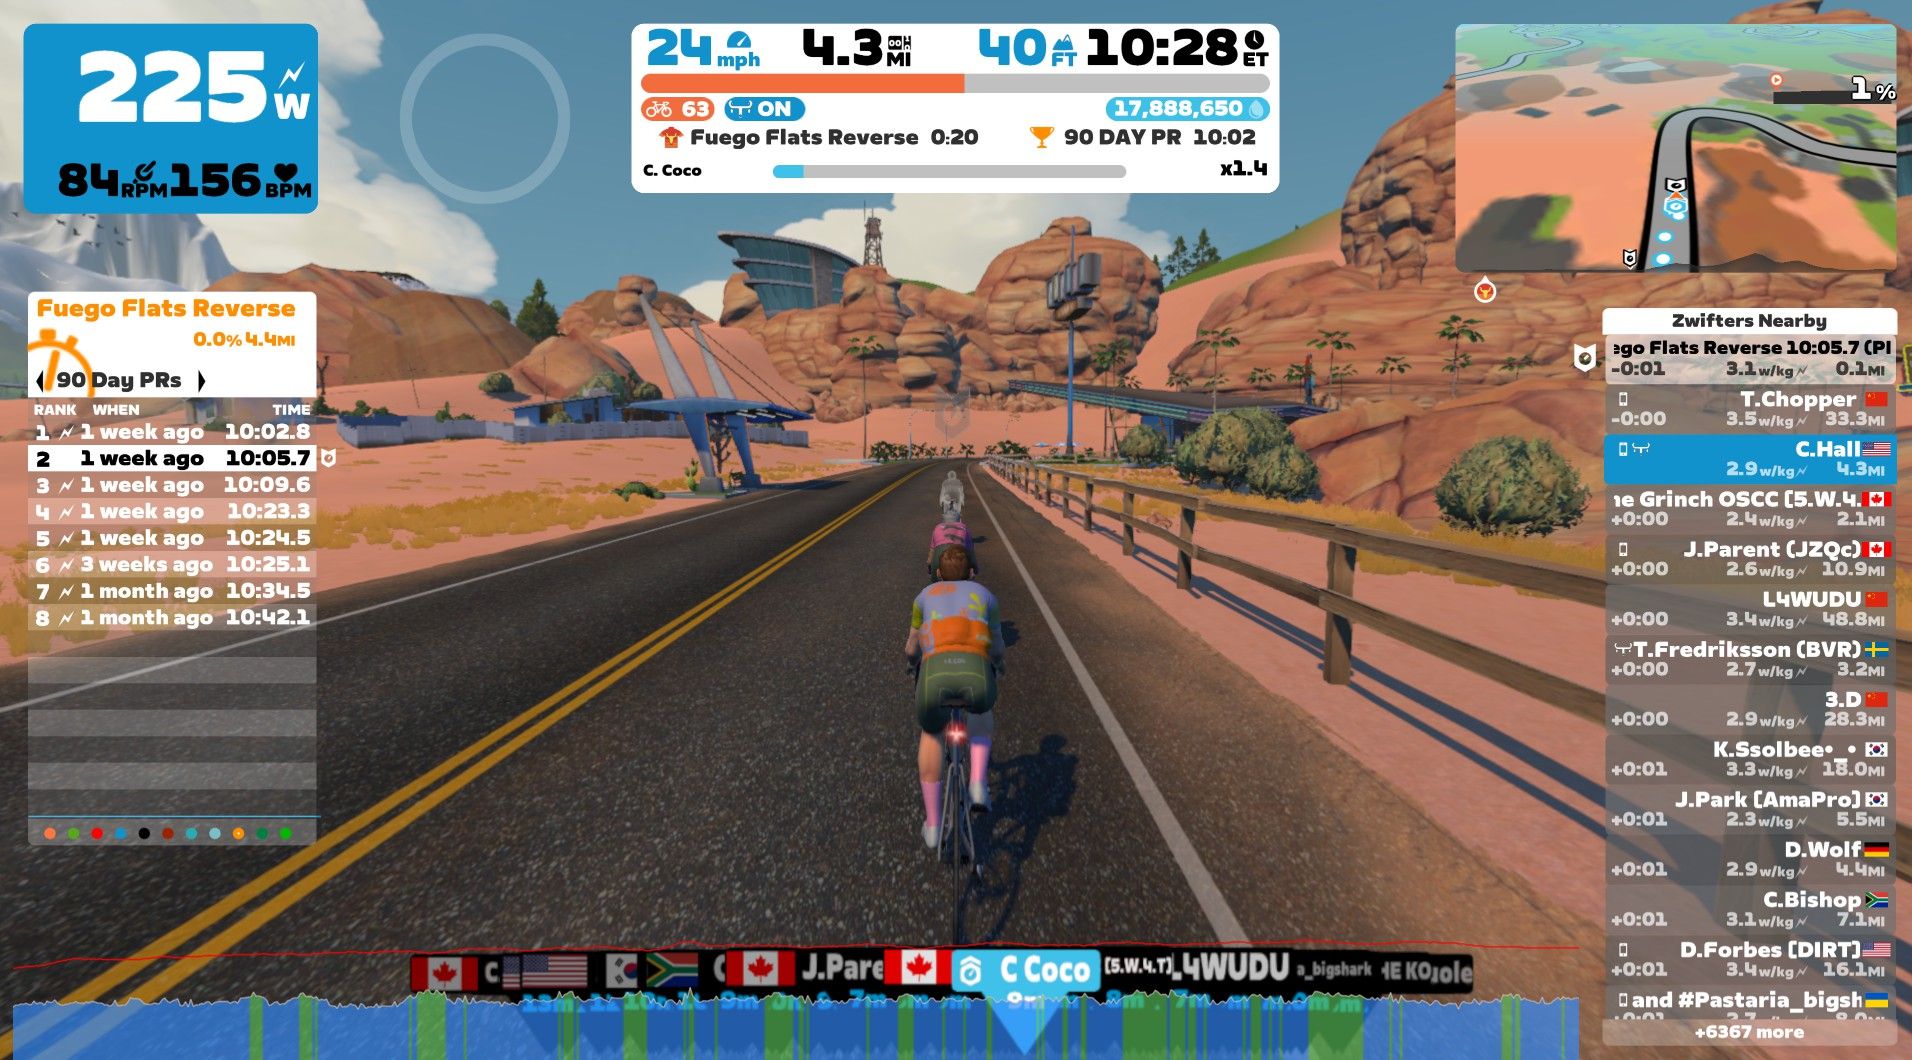 225 W
84 RPM 156 BPM
24 mph 4.3 MI 40 FT 10:28 ET
63 ON 17,888,650
Fuego Flats Reverse 0:20 90 DAY PR 10:02
C. Coco x1.4
1 %
Fuego Flats Reverse
0.0% 4.4MI
90 Day PRs
RANK WHEN TIME
1 1 week ago 10:02.8
2 1 week ago 10:05.7
3 1 week ago 10:09.6
4 1 week ago 10:23.3
5 1 week ago 10:24.5
6 3 weeks ago 10:25.1
7 1 month ago 10:34.5
8 1 month ago 10:42.1
Zwifters Nearby
ego Flats Reverse 10:05.7 (PI
-0:01 3.1w/kg 0.1MI
T.Chopper
-0:00 3.5w/kg 33.3MI
C.Hall
2.9w/kg 4.3MI
ne Grinch OSCC [5.W.4.
+0:00 2.4w/kg 2.1MI
J.Parent (JZQc)
+0:00 2.6w/kg 10.9MI
L4WUDU
+0:00 3.4w/kg 48.8MI
T.Fredriksson (BVR)
+0:00 2.7w/kg 3.2MI
3.D
+0:00 2.9w/kg 28.3MI
K.Ssolbee•_•
+0:01 3.3w/kg 18.0MI
J.Park [AmaPro]
+0:01 2.3w/kg 5.5MI
D.Wolf
+0:01 2.9w/kg 4.4MI
C.Bishop
+0:01 3.1w/kg 7.1MI
D.Forbes [DIRT]
+0:01 3.4w/kg 16.1MI
and #Pastaria_bigsh
+6367 more
J.Pare C Coco [5.W.4.T] L4WUDU a_bigshark